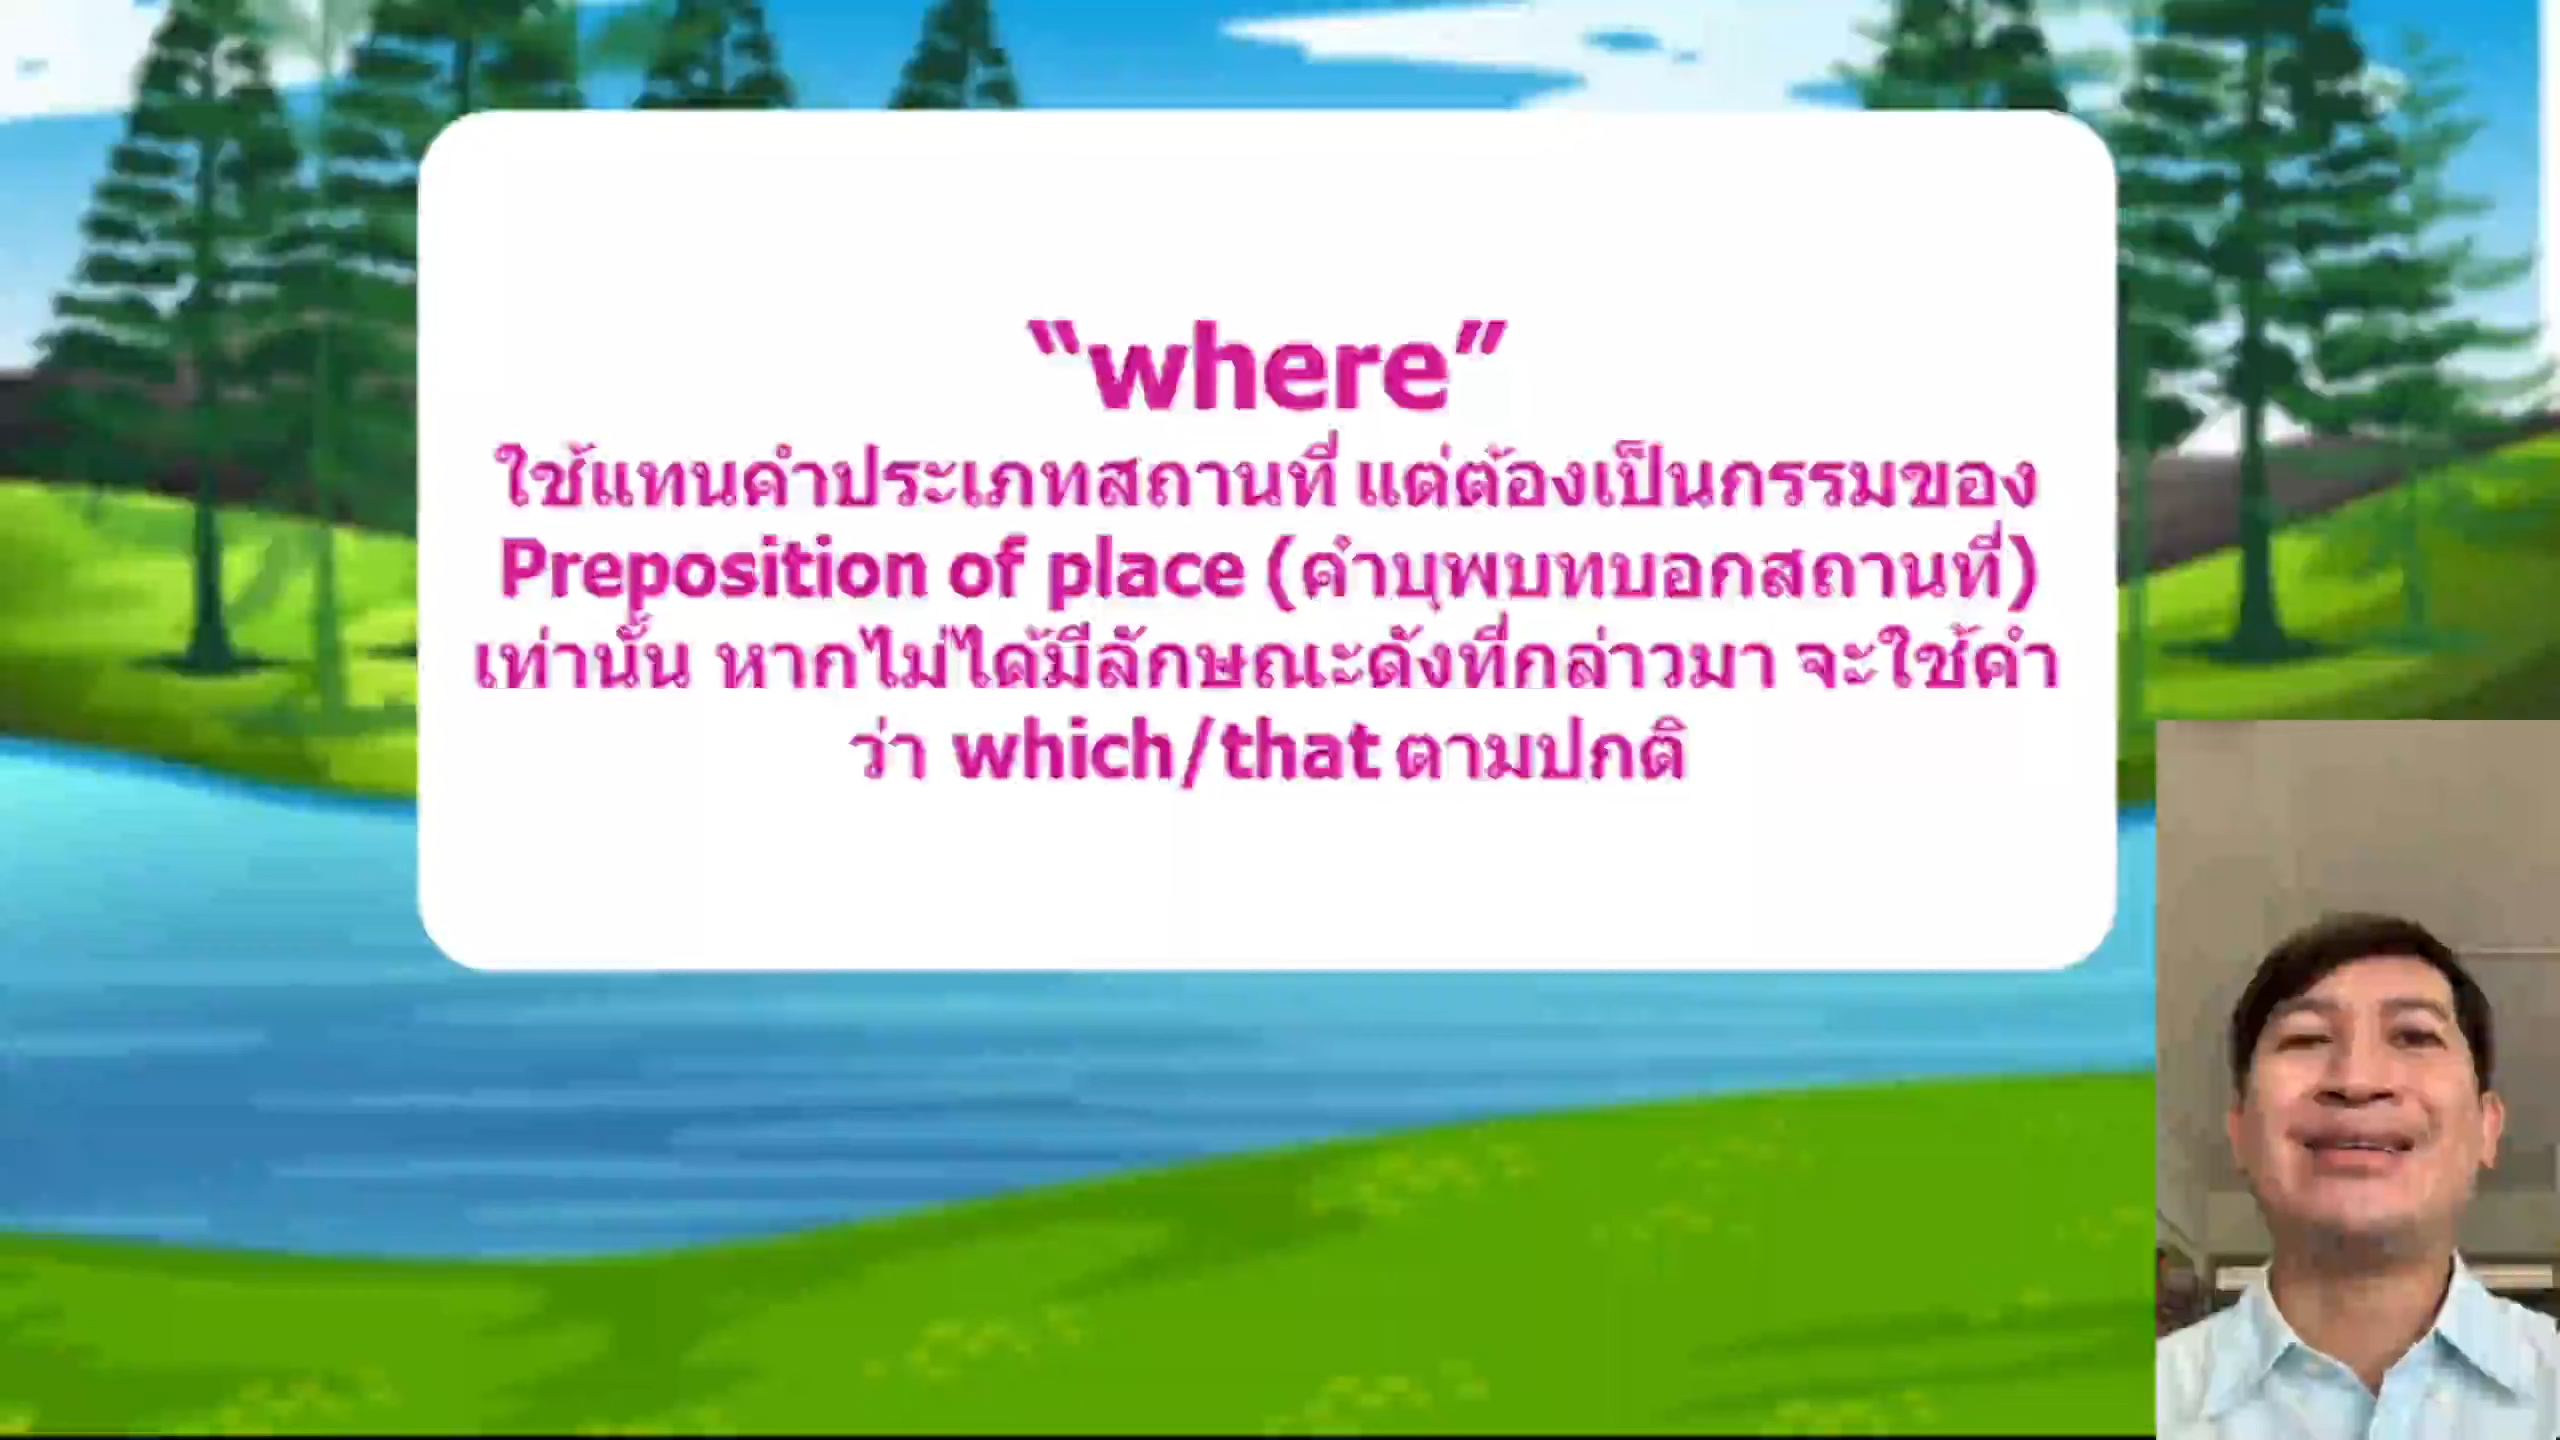 “where”
ใช้แทนคำประเภทสถานที่ แต่ต้องเป็นกรรมของ
Preposition of place (คำบุพบทบอกสถานที่)
เท่านั้น หากไม่ได้มีลักษณะดังที่กล่าวมา จะใช้คำ
ว่า which/that ตามปกติ